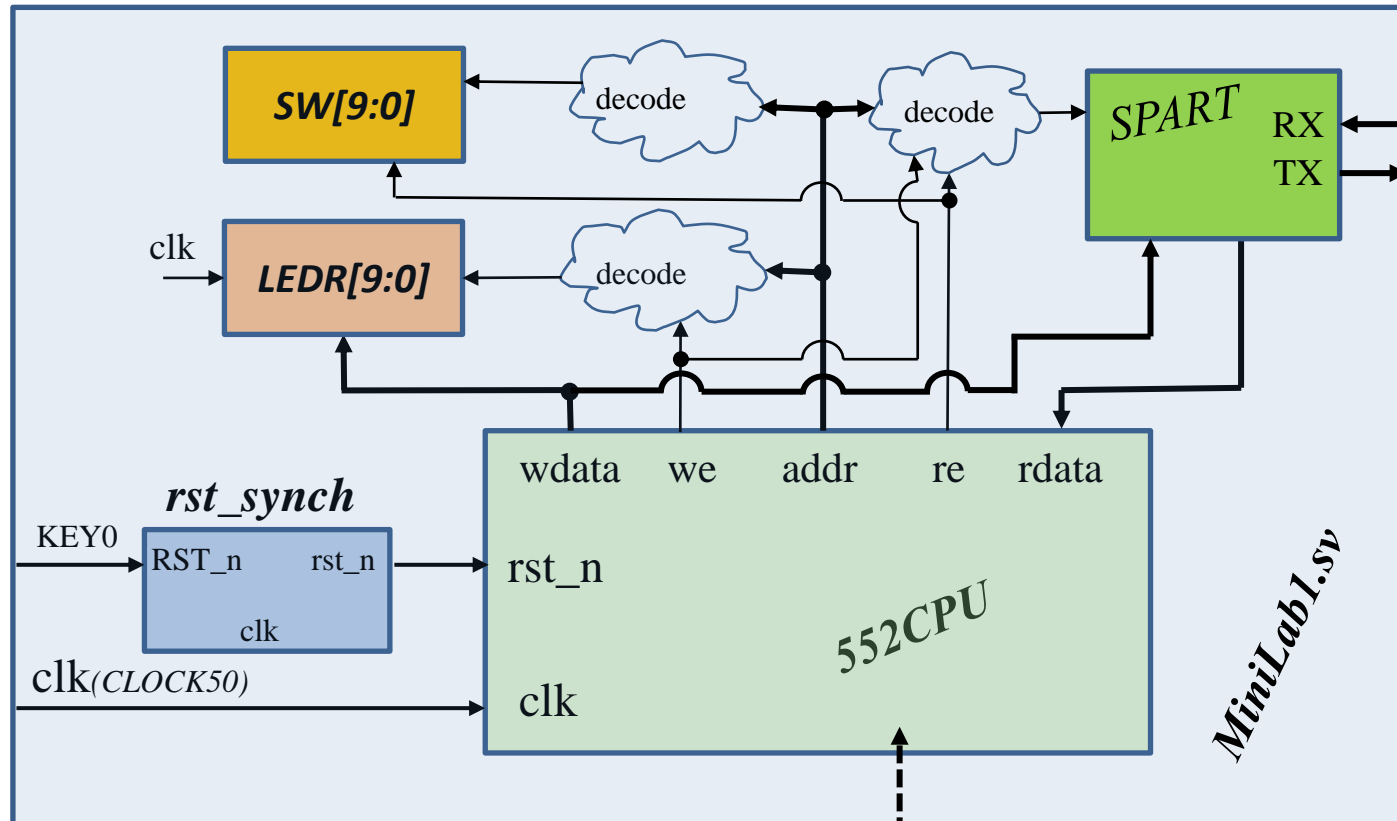 SW[9:0]
decode
decode
SPART
RX
TX
clk
LEDR[9:0]
decode
wdata we addr re rdata
rst_synch
KEY0
RST_n rst_n
clk
rst_n
552CPU
clk(CLOCK50)
clk
MiniLab1.sv